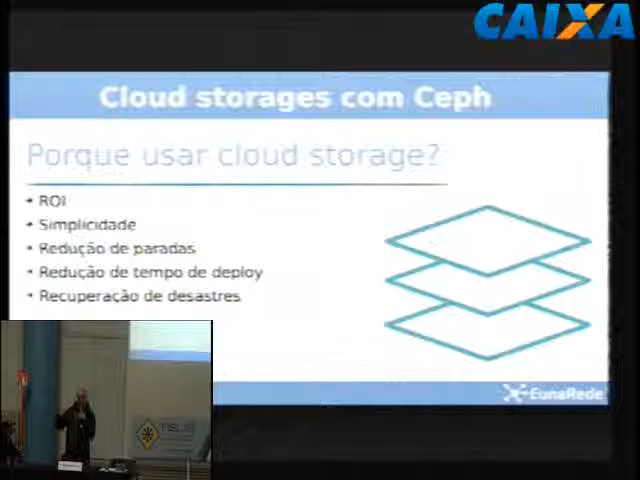 CAIXA
Cloud storages com Ceph
Porque usar cloud storage?
• ROI
• Simplicidade
• Redução de paradas
• Redução de tempo de deploy
• Recuperação de desastres
EunaRede